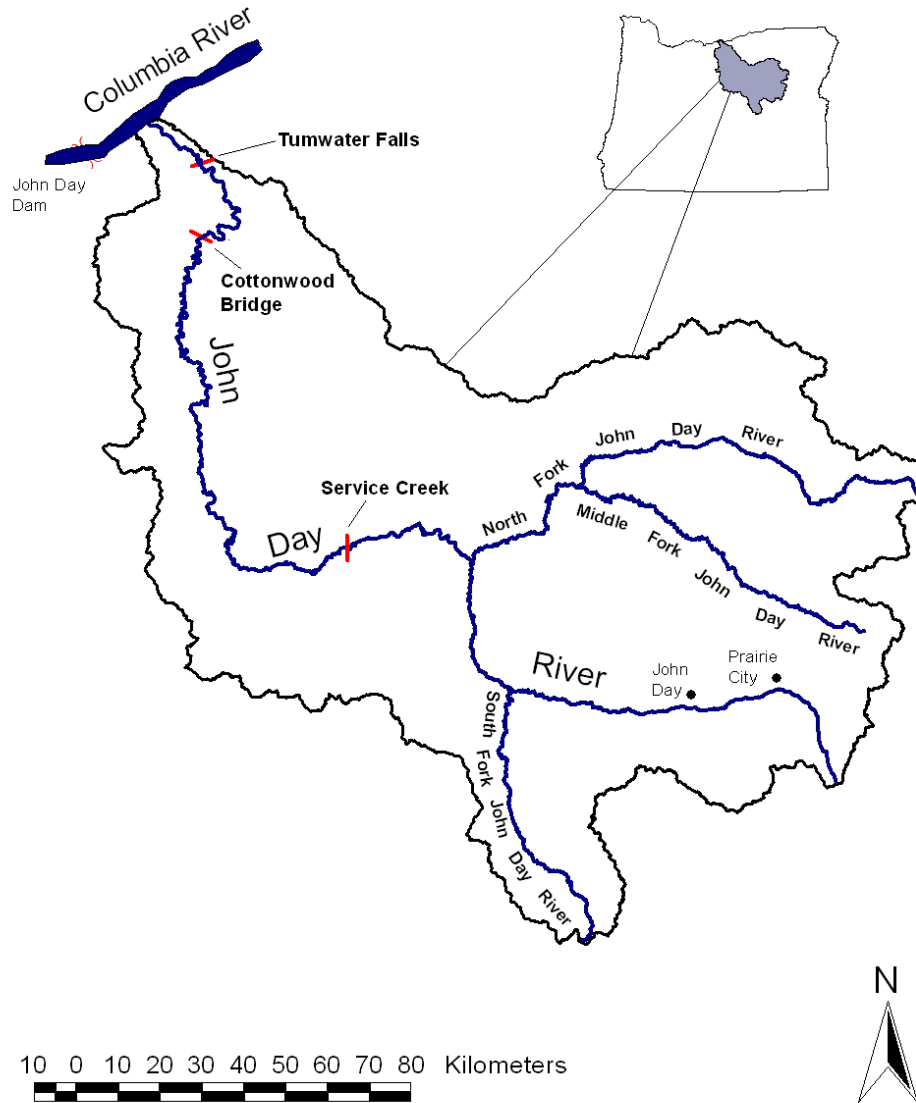 Columbia River
Tumwater Falls
John Day
Dam
Cottonwood
Bridge
John
Day
River
Service Creek
North Fork John Day River
Middle Fork John Day River
John
Day
Prairie
City
South Fork John Day River
N
10 0 10 20 30 40 50 60 70 80 Kilometers